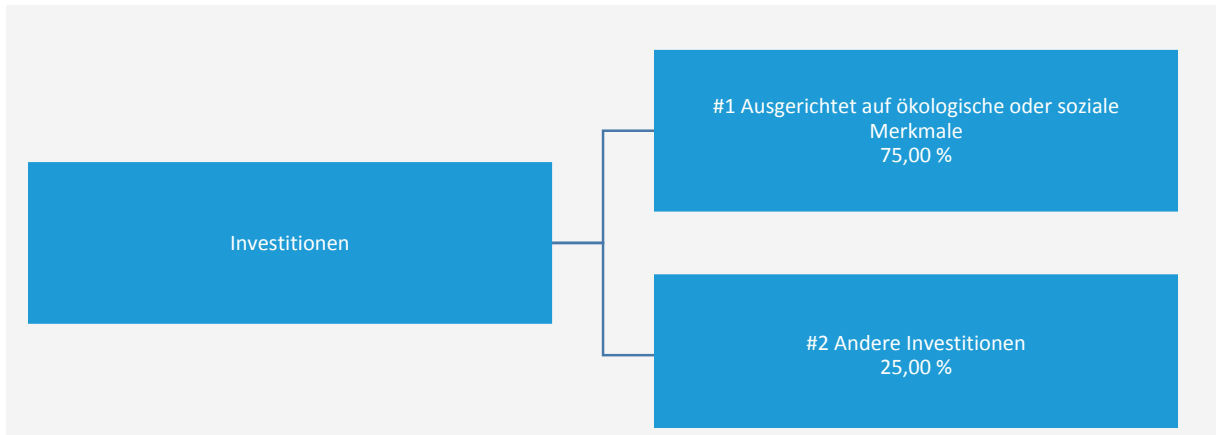 Investitionen
#1 Ausgerichtet auf ökologische oder soziale
Merkmale
75,00 %
#2 Andere Investitionen
25,00 %